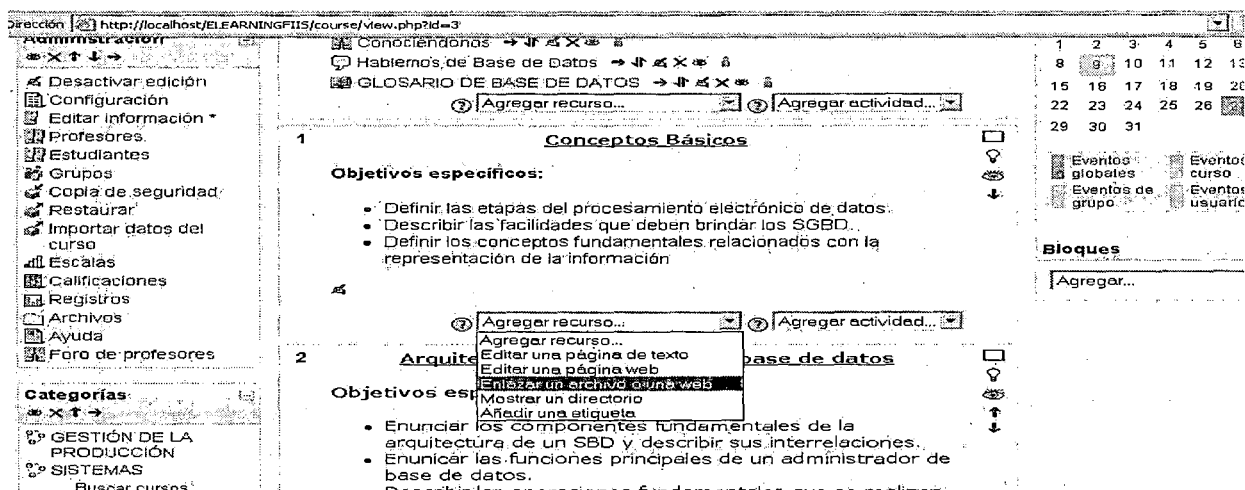 Dirección http://localhost/ELEARNINGFIIS/course/view.php?id=3
Administración
Desactivar edición
Configuración
Editar información *
Profesores
Estudiantes
Grupos
Copia de seguridad
Restaurar
Importar datos del
curso
Escalas
Calificaciones
Registros
Archivos
Ayuda
Foro de profesores
Categorías
GESTIÓN DE LA
PRODUCCIÓN
SISTEMAS
Buscar cursos
Conociéndonos
Hablemos de Base de Datos
GLOSARIO DE BASE DE DATOS
Agregar recurso... Agregar actividad...
1 Conceptos Básicos
Objetivos específicos:
• Definir las etapas del procesamiento electrónico de datos.
• Describir las facilidades que deben brindar los SGBD.
• Definir los conceptos fundamentales relacionados con la
representación de la información
Agregar recurso... Agregar actividad...
Agregar recurso...
Editar una página de texto
Editar una página web
Enlazar un archivo o una web
Mostrar un directorio
Añadir una etiqueta
2 Arquite base de datos
Objetivos esp
• Enunciar los componentes fundamentales de la
arquitectura de un SBD y describir sus interrelaciones.
• Enunicar las funciones principales de un administrador de
base de datos.
1 2 3 4 5 6
8 9 10 11 12 13
15 16 17 18 19 20
22 23 24 25 26
29 30 31
Eventos globales
Eventos curso
Eventos de grupo
Eventos usuario
Bloques
Agregar...